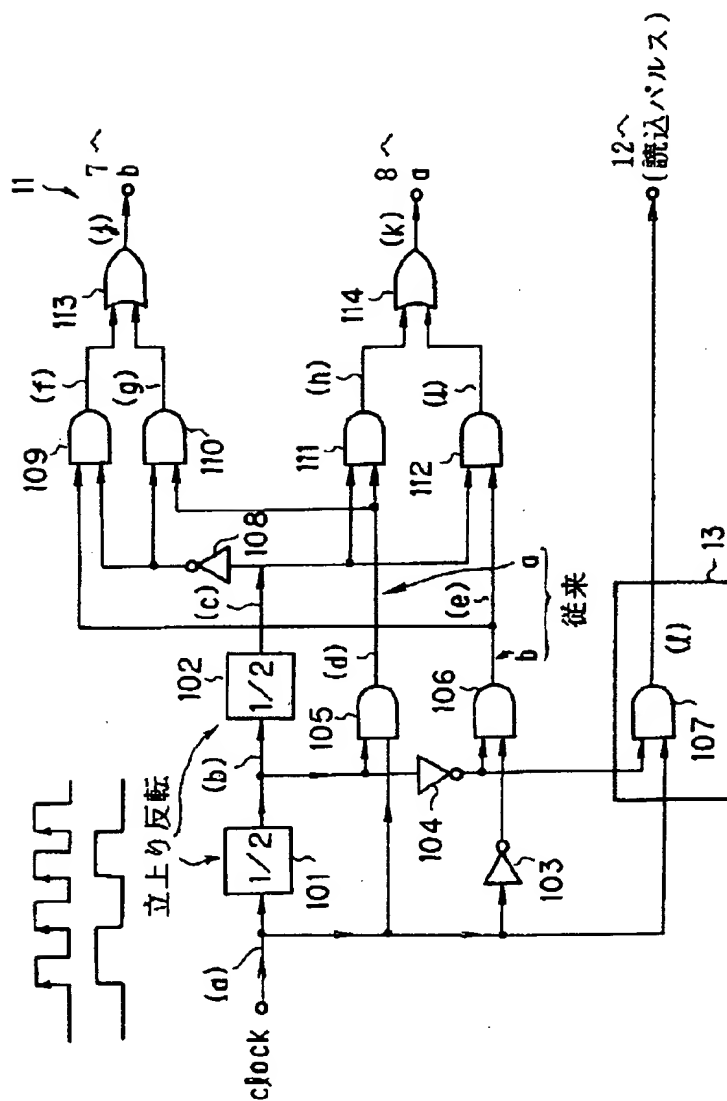 11
7へ
b
(j)
113
(f)
(g)
109
110
8へ
a
(k)
114
(h)
(i)
111
112
12へ
(読込パルス)
立上り反転
108
(c)
102
1/2
(b)
1/2
101
(a)
clock
(d)
105
a
(e)
b
従来
106
104
103
13
(l)
107